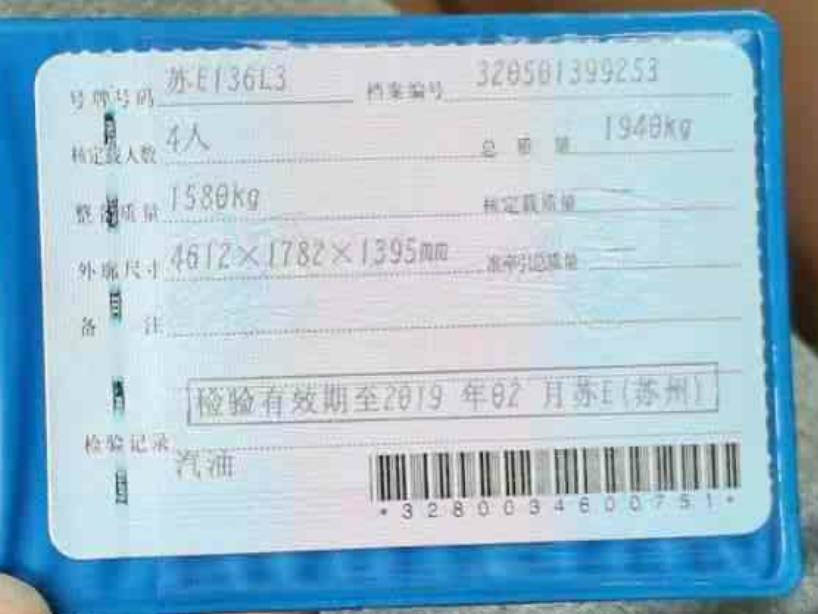 号牌号码 苏E136L3 档案编号 320501399253
核定载人数 4人 总质量 1940kg
整备质量 1580kg 核定载质量
外廓尺寸 4612×1782×1395mm 准牵引总质量
备注
检验有效期至2019 年02 月苏E(苏州)
检验记录
汽油
*3280034600751*